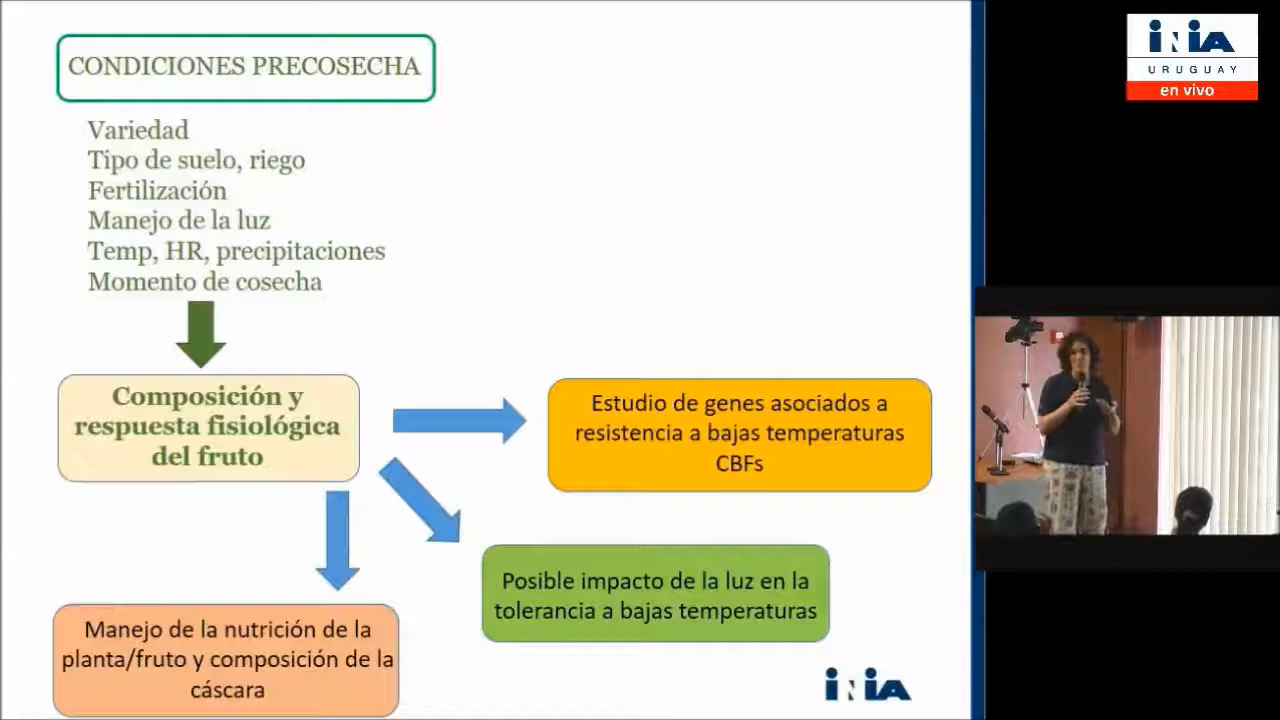 CONDICIONES PRECOSECHA
Variedad
Tipo de suelo, riego
Fertilización
Manejo de la luz
Temp, HR, precipitaciones
Momento de cosecha
Composición y
respuesta fisiológica
del fruto
Estudio de genes asociados a
resistencia a bajas temperaturas
CBFs
Posible impacto de la luz en la
tolerancia a bajas temperaturas
Manejo de la nutrición de la
planta/fruto y composición de la
cáscara
iNiA
iNiA
URUGUAY
en vivo